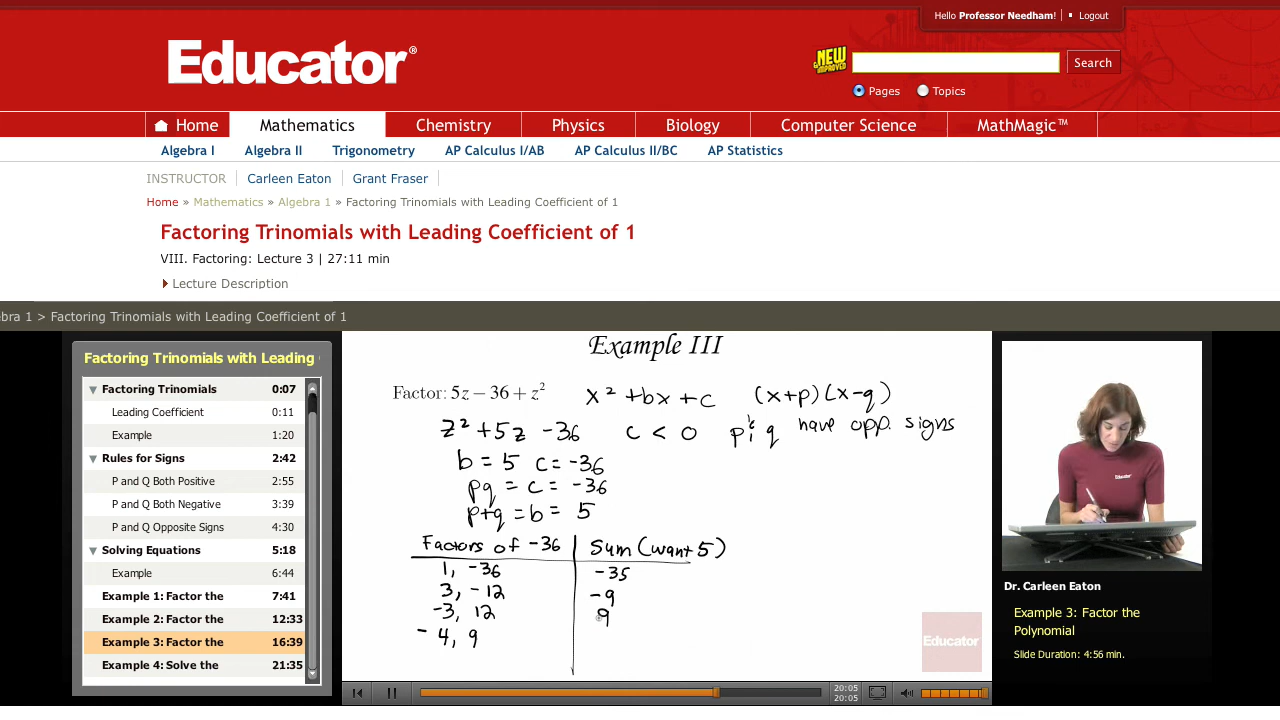 Hello Professor Needham! Logout
Educator®
NEW
& IMPROVED
Search
Pages Topics
Home Mathematics Chemistry Physics Biology Computer Science MathMagic™
Algebra I Algebra II Trigonometry AP Calculus I/AB AP Calculus II/BC AP Statistics
INSTRUCTOR Carleen Eaton Grant Fraser
Home » Mathematics » Algebra 1 » Factoring Trinomials with Leading Coefficient of 1
Factoring Trinomials with Leading Coefficient of 1
VIII. Factoring: Lecture 3 | 27:11 min
Lecture Description
bra 1 > Factoring Trinomials with Leading Coefficient of 1
Factoring Trinomials with Leading
Factoring Trinomials 0:07
Leading Coefficient 0:11
Example 1:20
Rules for Signs 2:42
P and Q Both Positive 2:55
P and Q Both Negative 3:39
P and Q Opposite Signs 4:30
Solving Equations 5:18
Example 6:44
Example 1: Factor the 7:41
Example 2: Factor the 12:33
Example 3: Factor the 16:39
Example 4: Solve the 21:35
Example III
Factor: 5z − 36 + z² x² + bx + c (x+p)(x-q)
z² + 5z - 36 c < 0 p & q have opp. signs
b = 5 c = -36
pq = c = -36
p+q = b = 5
Factors of -36 Sum (want 5)
1, -36 -35
3, -12 -9
-3, 12 9
-4, 9
Educator
20:05
20:05
Educator
Dr. Carleen Eaton
Example 3: Factor the
Polynomial
Slide Duration: 4:56 min.